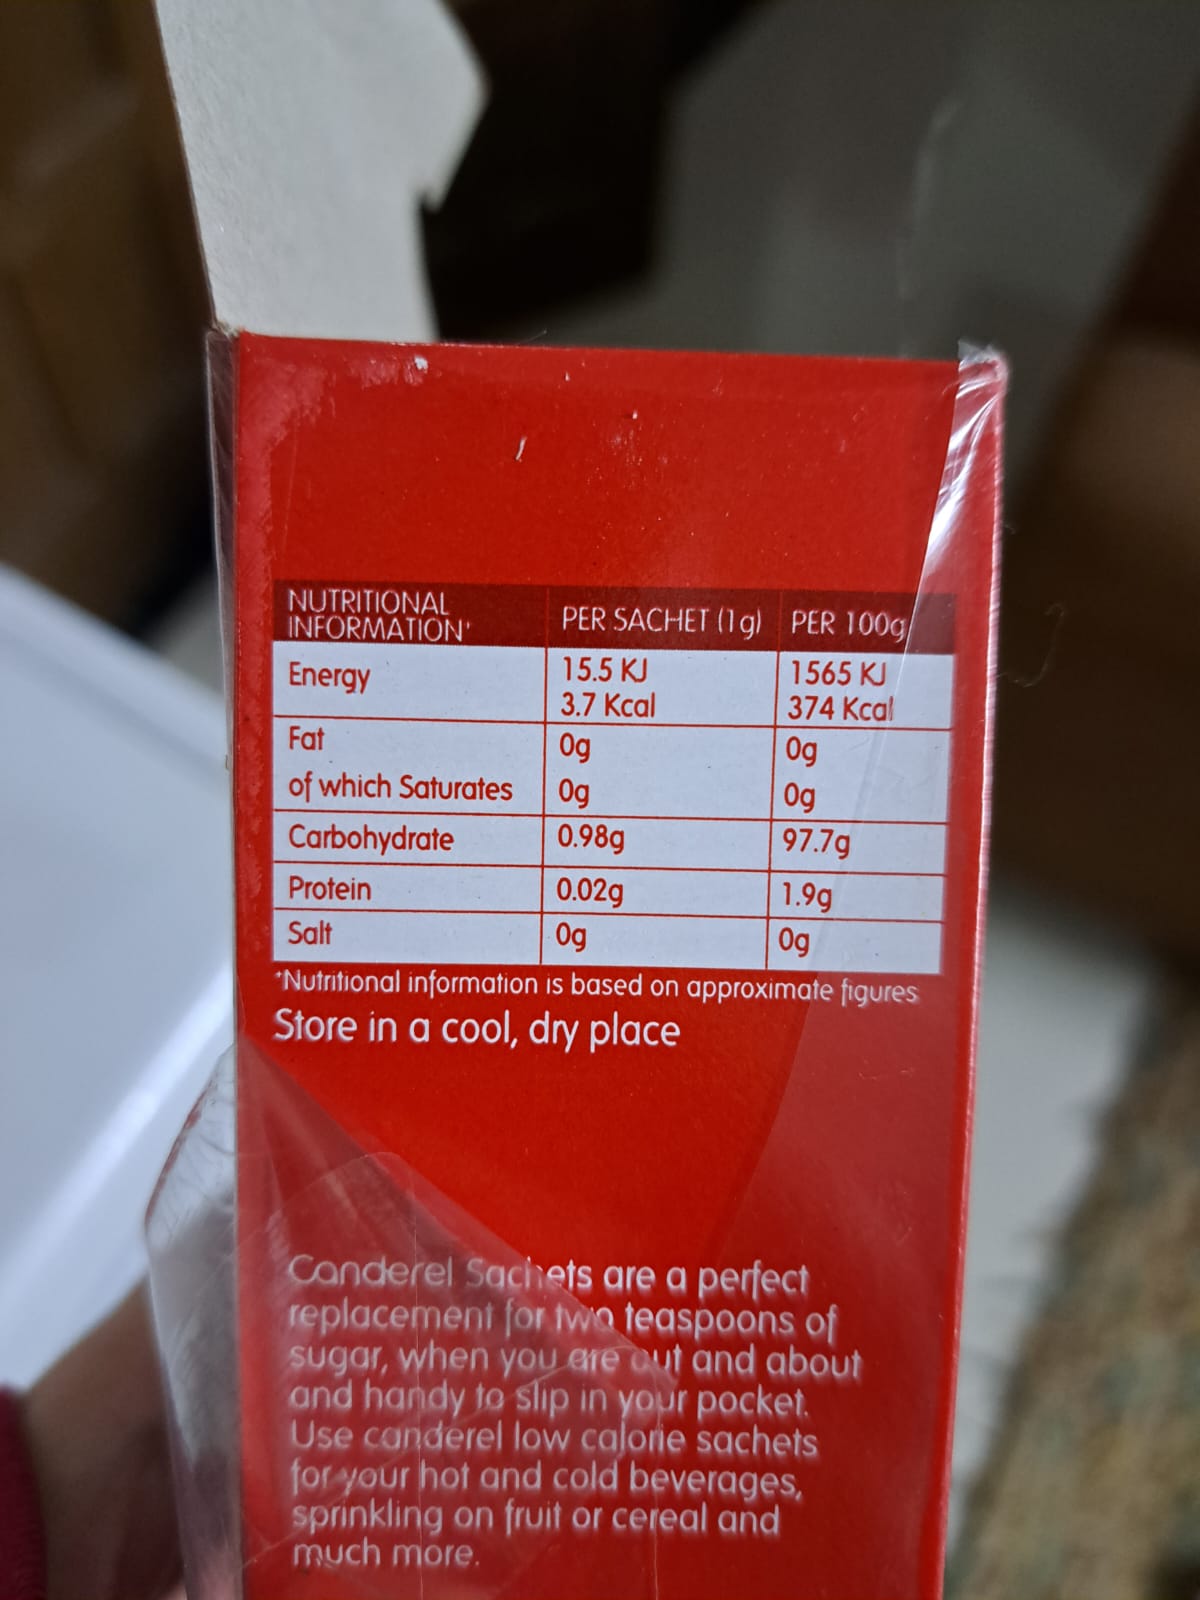 NUTRITIONAL
INFORMATION* PER SACHET (1g) PER 100g
Energy 15.5 KJ 1565 KJ
3.7 Kcal 374 Kcal
Fat 0g 0g
of which Saturates 0g 0g
Carbohydrate 0.98g 97.7g
Protein 0.02g 1.9g
Salt 0g 0g
*Nutritional information is based on approximate figures
Store in a cool, dry place
Canderel Sachets are a perfect
replacement for two teaspoons of
sugar, when you are out and about
and handy to slip in your pocket.
Use canderel low calorie sachets
for your hot and cold beverages,
sprinkling on fruit or cereal and
much more.